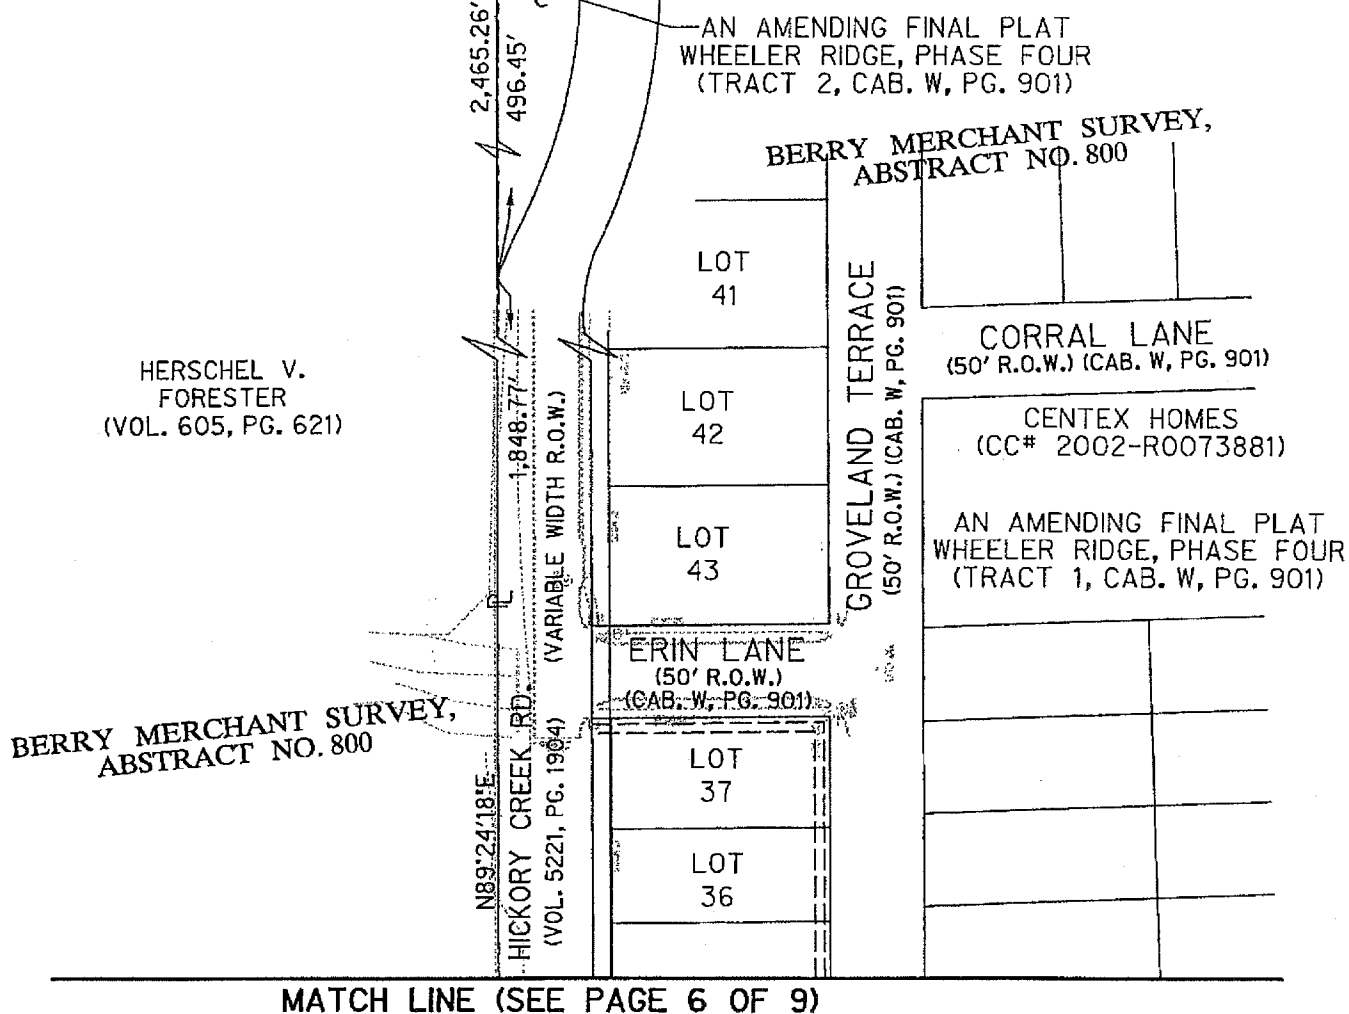 2,465.26'
496.45'
AN AMENDING FINAL PLAT
WHEELER RIDGE, PHASE FOUR
(TRACT 2, CAB. W, PG. 901)
BERRY MERCHANT SURVEY,
ABSTRACT NO. 800
LOT
41
CORRAL LANE
(50' R.O.W.) (CAB. W, PG. 901)
HERSCHEL V.
FORESTER
(VOL. 605, PG. 621)
1,848.77'
(VARIABLE WIDTH R.O.W.)
LOT
42
GROVELAND TERRACE
(50' R.O.W.) (CAB. W, PG. 901)
CENTEX HOMES
(CC# 2002-R0073881)
LOT
43
AN AMENDING FINAL PLAT
WHEELER RIDGE, PHASE FOUR
(TRACT 1, CAB. W, PG. 901)
PL
ERIN LANE
(50' R.O.W.)
(CAB. W, PG. 901)
BERRY MERCHANT SURVEY,
ABSTRACT NO. 800
N89°24'18"E
HICKORY CREEK RD.
(VOL. 5221, PG. 1904)
LOT
37
LOT
36
MATCH LINE (SEE PAGE 6 OF 9)